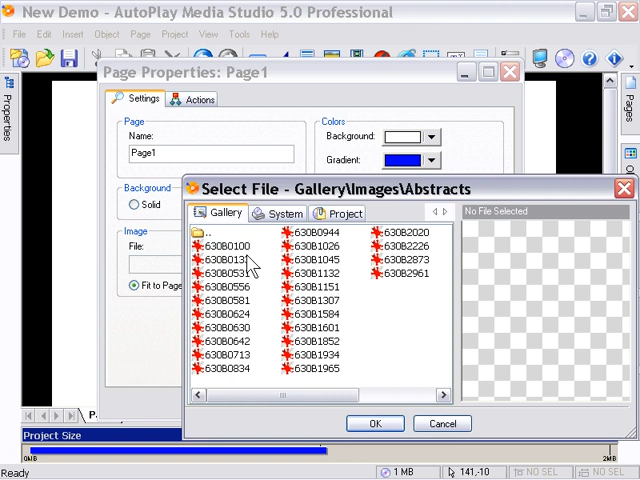 New Demo - AutoPlay Media Studio 5.0 Professional
File Edit Insert Object Page Project View Tools Help
Page Properties: Page1
Properties
Pages
Settings Actions
Page
Name:
Page1
Colors
Background:
Gradient:
Background
Solid
Image
File:
Fit to Page
Select File - Gallery\Images\Abstracts
Gallery System Project
No File Selected
.. 630B0944 630B2020
630B0100 630B1026 630B2226
630B013 630B1045 630B2873
630B053 630B1132 630B2961
630B0556 630B1151
630B0581 630B1307
630B0624 630B1584
630B0630 630B1601
630B0642 630B1852
630B0713 630B1934
630B0834 630B1965
OK Cancel
Project Size
0MB 2MB
Ready 1 MB 141,-10 NO SEL NO SEL